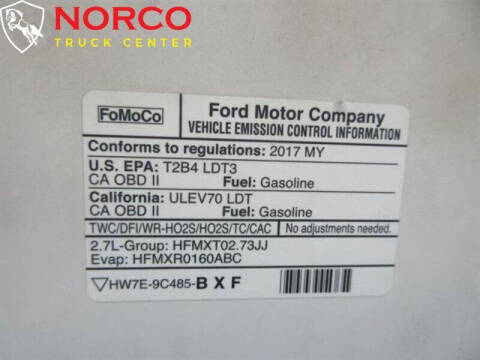 NORCO
TRUCK CENTER
FoMoCo
Ford Motor Company
VEHICLE EMISSION CONTROL INFORMATION
Conforms to regulations: 2017 MY
U.S. EPA: T2B4 LDT3
CA OBD II Fuel: Gasoline
California: ULEV70 LDT
CA OBD II Fuel: Gasoline
TWC/DFI/WR-HO2S/HO2S/TC/CAC No adjustments needed.
2.7L-Group: HFMXT02.73JJ
Evap: HFMXR0160ABC
HW7E-9C485-B X F